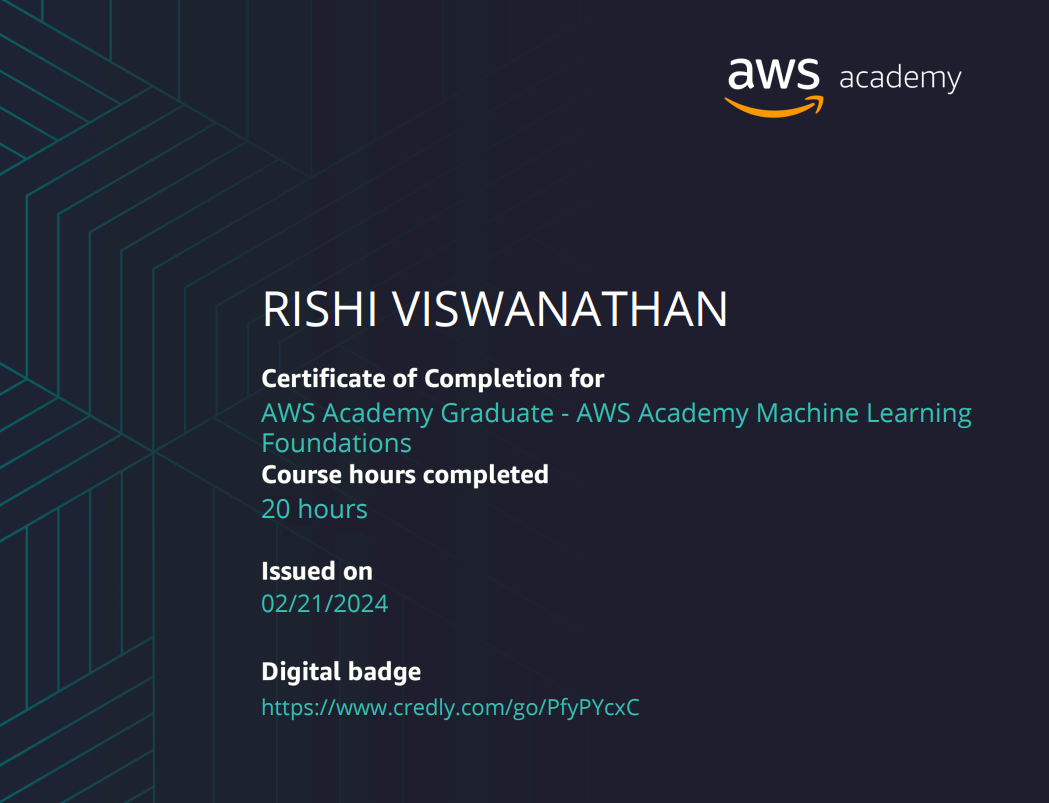 aws academy
RISHI VISWANATHAN
Certificate of Completion for
AWS Academy Graduate - AWS Academy Machine Learning
Foundations
Course hours completed
20 hours
Issued on
02/21/2024
Digital badge
https://www.credly.com/go/PfyPYcxC